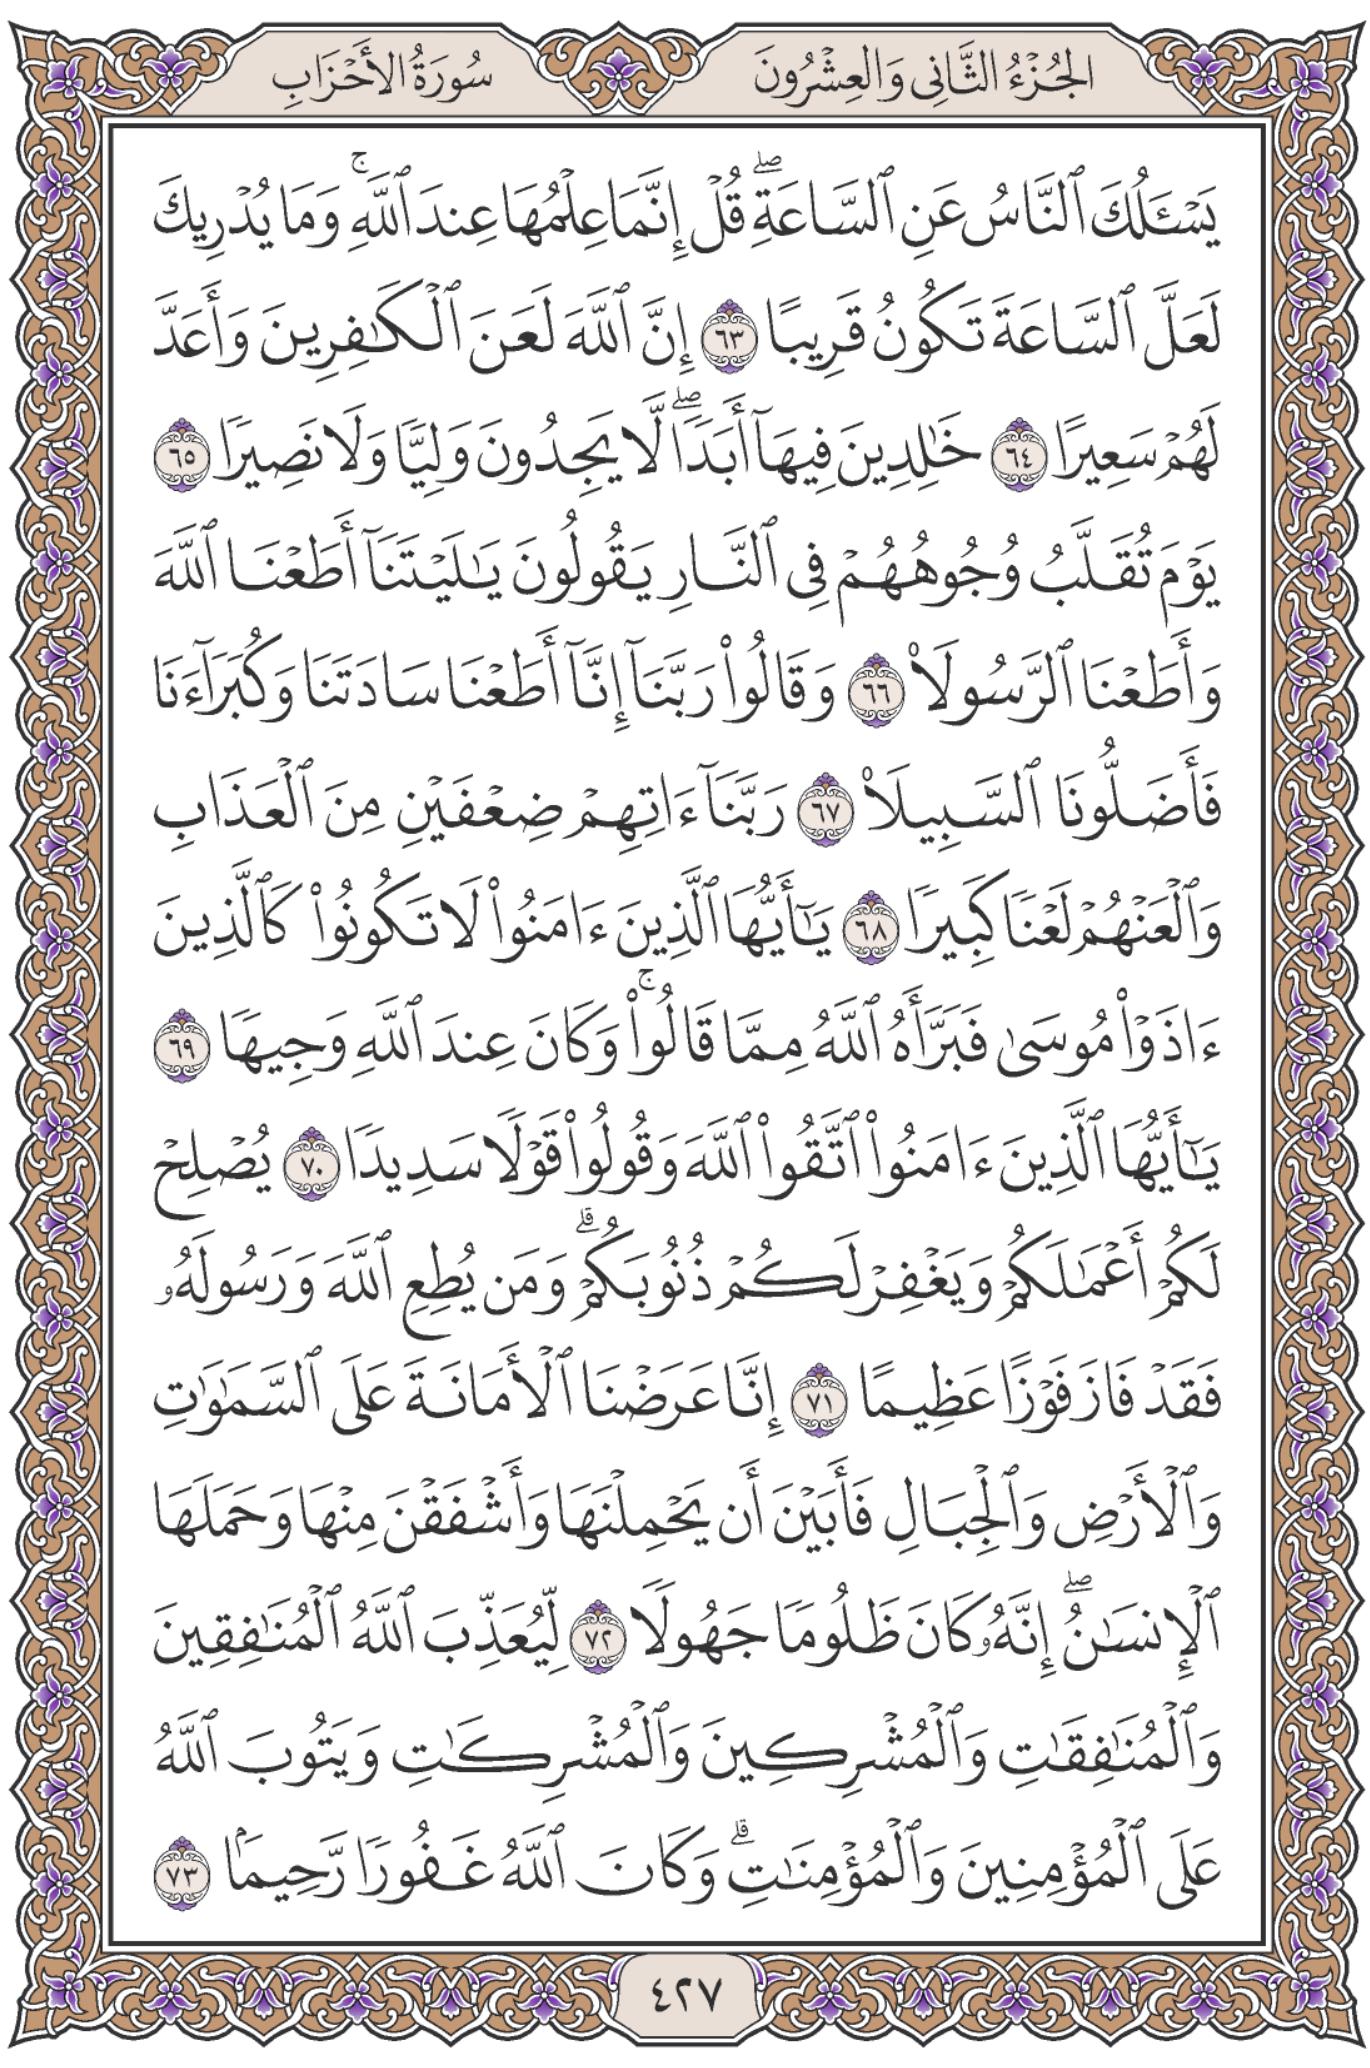 الجُزْءُ الثَّانِي وَالعِشْرُونَ
سُورَةُ الأَحْزَابِ
يَسْـَٔلُكَ ٱلنَّاسُ عَنِ ٱلسَّاعَةِۖ قُلْ إِنَّمَا عِلْمُهَا عِندَ ٱللَّهِۚ وَمَا يُدْرِيكَ
لَعَلَّ ٱلسَّاعَةَ تَكُونُ قَرِيبًا ٦٣ إِنَّ ٱللَّهَ لَعَنَ ٱلْكَـٰفِرِينَ وَأَعَدَّ
لَهُمْ سَعِيرًا ٦٤ خَـٰلِدِينَ فِيهَآ أَبَدًاۖ لَّا يَجِدُونَ وَلِيًّا وَلَا نَصِيرًا ٦٥
يَوْمَ تُقَلَّبُ وُجُوهُهُمْ فِى ٱلنَّارِ يَقُولُونَ يَـٰلَيْتَنَآ أَطَعْنَا ٱللَّهَ
وَأَطَعْنَا ٱلرَّسُولَا۠ ٦٦ وَقَالُوا۟ رَبَّنَآ إِنَّآ أَطَعْنَا سَادَتَنَا وَكُبَرَآءَنَا
فَأَضَلُّونَا ٱلسَّبِيلَا۠ ٦٧ رَبَّنَآ ءَاتِهِمْ ضِعْفَيْنِ مِنَ ٱلْعَذَابِ
وَٱلْعَنْهُمْ لَعْنًا كَبِيرًا ٦٨ يَـٰٓأَيُّهَا ٱلَّذِينَ ءَامَنُوا۟ لَا تَكُونُوا۟ كَٱلَّذِينَ
ءَاذَوْا۟ مُوسَىٰ فَبَرَّأَهُ ٱللَّهُ مِمَّا قَالُوا۟ۚ وَكَانَ عِندَ ٱللَّهِ وَجِيهًا ٦٩
يَـٰٓأَيُّهَا ٱلَّذِينَ ءَامَنُوا۟ ٱتَّقُوا۟ ٱللَّهَ وَقُولُوا۟ قَوْلًا سَدِيدًا ٧٠ يُصْلِحْ
لَكُمْ أَعْمَـٰلَكُمْ وَيَغْفِرْ لَكُمْ ذُنُوبَكُمْۗ وَمَن يُطِعِ ٱللَّهَ وَرَسُولَهُۥ
فَقَدْ فَازَ فَوْزًا عَظِيمًا ٧١ إِنَّا عَرَضْنَا ٱلْأَمَانَةَ عَلَى ٱلسَّمَـٰوَٰتِ
وَٱلْأَرْضِ وَٱلْجِبَالِ فَأَبَيْنَ أَن يَحْمِلْنَهَا وَأَشْفَقْنَ مِنْهَا وَحَمَلَهَا
ٱلْإِنسَـٰنُۖ إِنَّهُۥ كَانَ ظَلُومًا جَهُولًا ٧٢ لِّيُعَذِّبَ ٱللَّهُ ٱلْمُنَـٰفِقِينَ
وَٱلْمُنَـٰفِقَـٰتِ وَٱلْمُشْرِكِينَ وَٱلْمُشْرِكَـٰتِ وَيَتُوبَ ٱللَّهُ
عَلَى ٱلْمُؤْمِنِينَ وَٱلْمُؤْمِنَـٰتِۗ وَكَانَ ٱللَّهُ غَفُورًا رَّحِيمًۢا ٧٣
٤٢٧